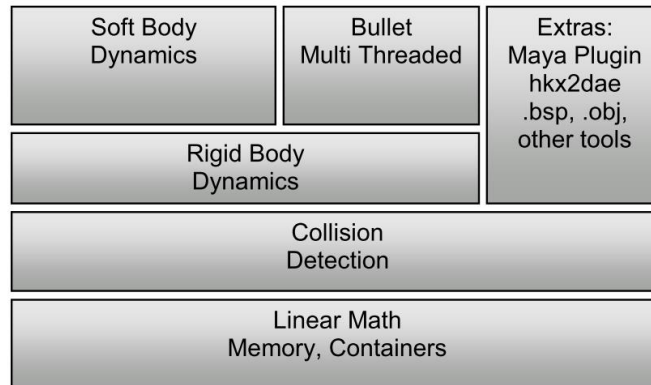 Soft Body
Dynamics
Bullet
Multi Threaded
Extras:
Maya Plugin
hkx2dae
.bsp, .obj,
other tools
Rigid Body
Dynamics
Collision
Detection
Linear Math
Memory, Containers